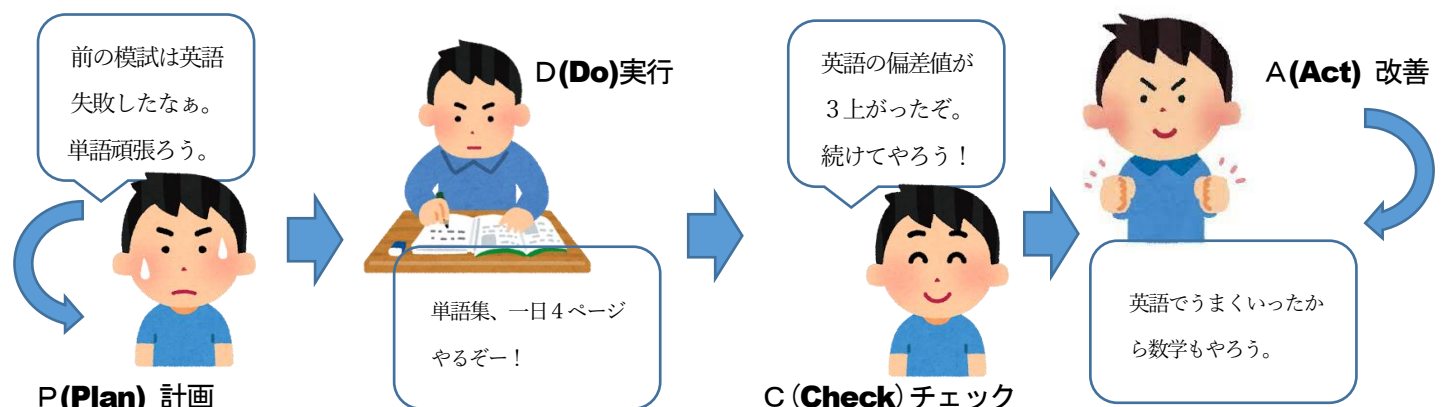 前の模試は英語
失敗したなぁ。
単語頑張ろう。
P(Plan) 計画
D(Do)実行
単語集、一日4ページ
やるぞー！
英語の偏差値が
3上がったぞ。
続けてやろう！
C(Check)チェック
A(Act) 改善
英語でうまくいったか
ら数学もやろう。